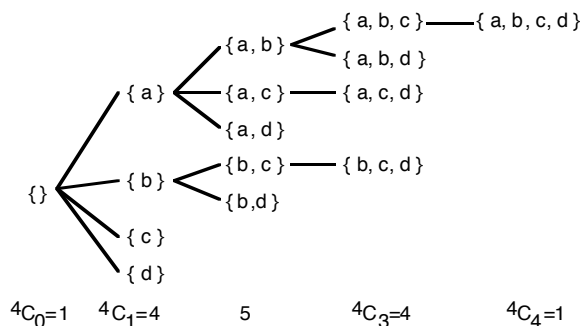 {a, b, c} {a, b, c, d}
{a, b}
{a, b, d}
{a} {a, c} {a, c, d}
{a, d}
{b, c} {b, c, d}
{b}
{} {b,d}
{c}
{d}
⁴C₀=1 ⁴C₁=4 5 ⁴C₃=4 ⁴C₄=1